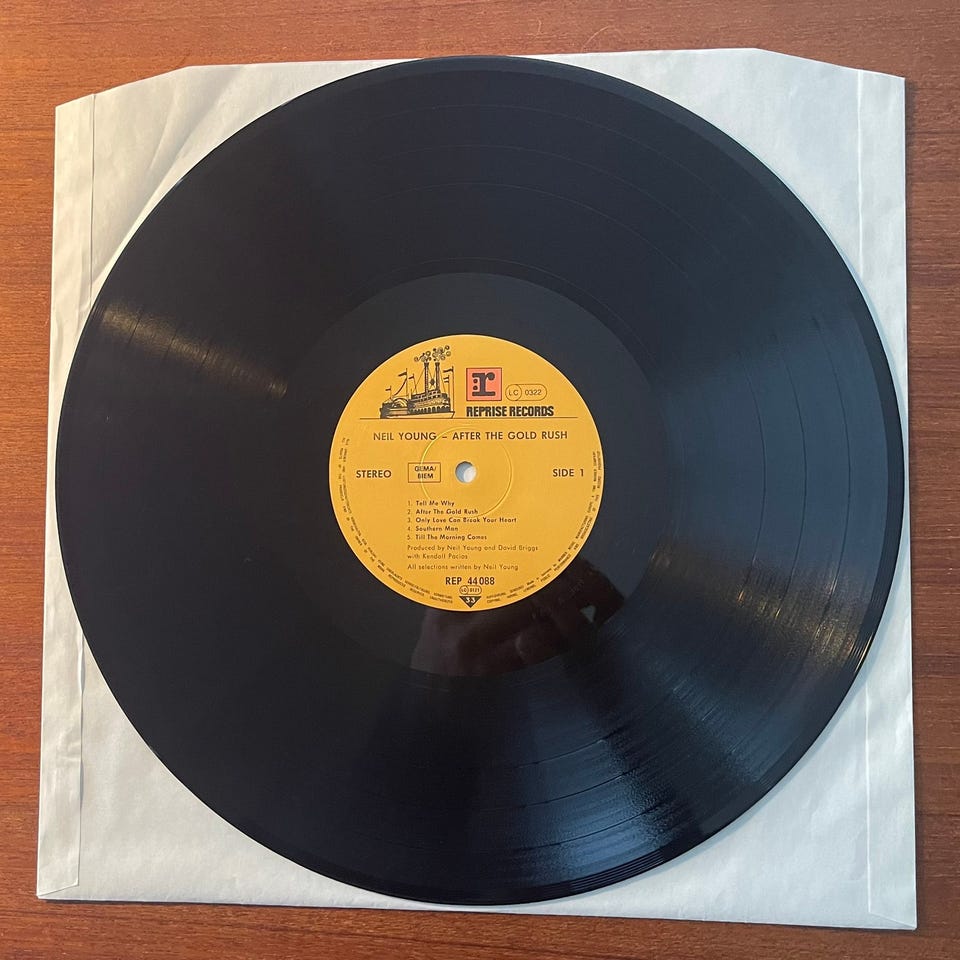 r
LC 0322
REPRISE RECORDS
NEIL YOUNG – AFTER THE GOLD RUSH
STEREO
GEMA/
BIEM
SIDE 1
1. Tell Me Why
2. After The Gold Rush
3. Only Love Can Break Your Heart
4. Southern Man
5. Till The Morning Comes
Produced by Neil Young and David Briggs
with Kendall Pacios
All selections written by Neil Young
REP 44 088
33